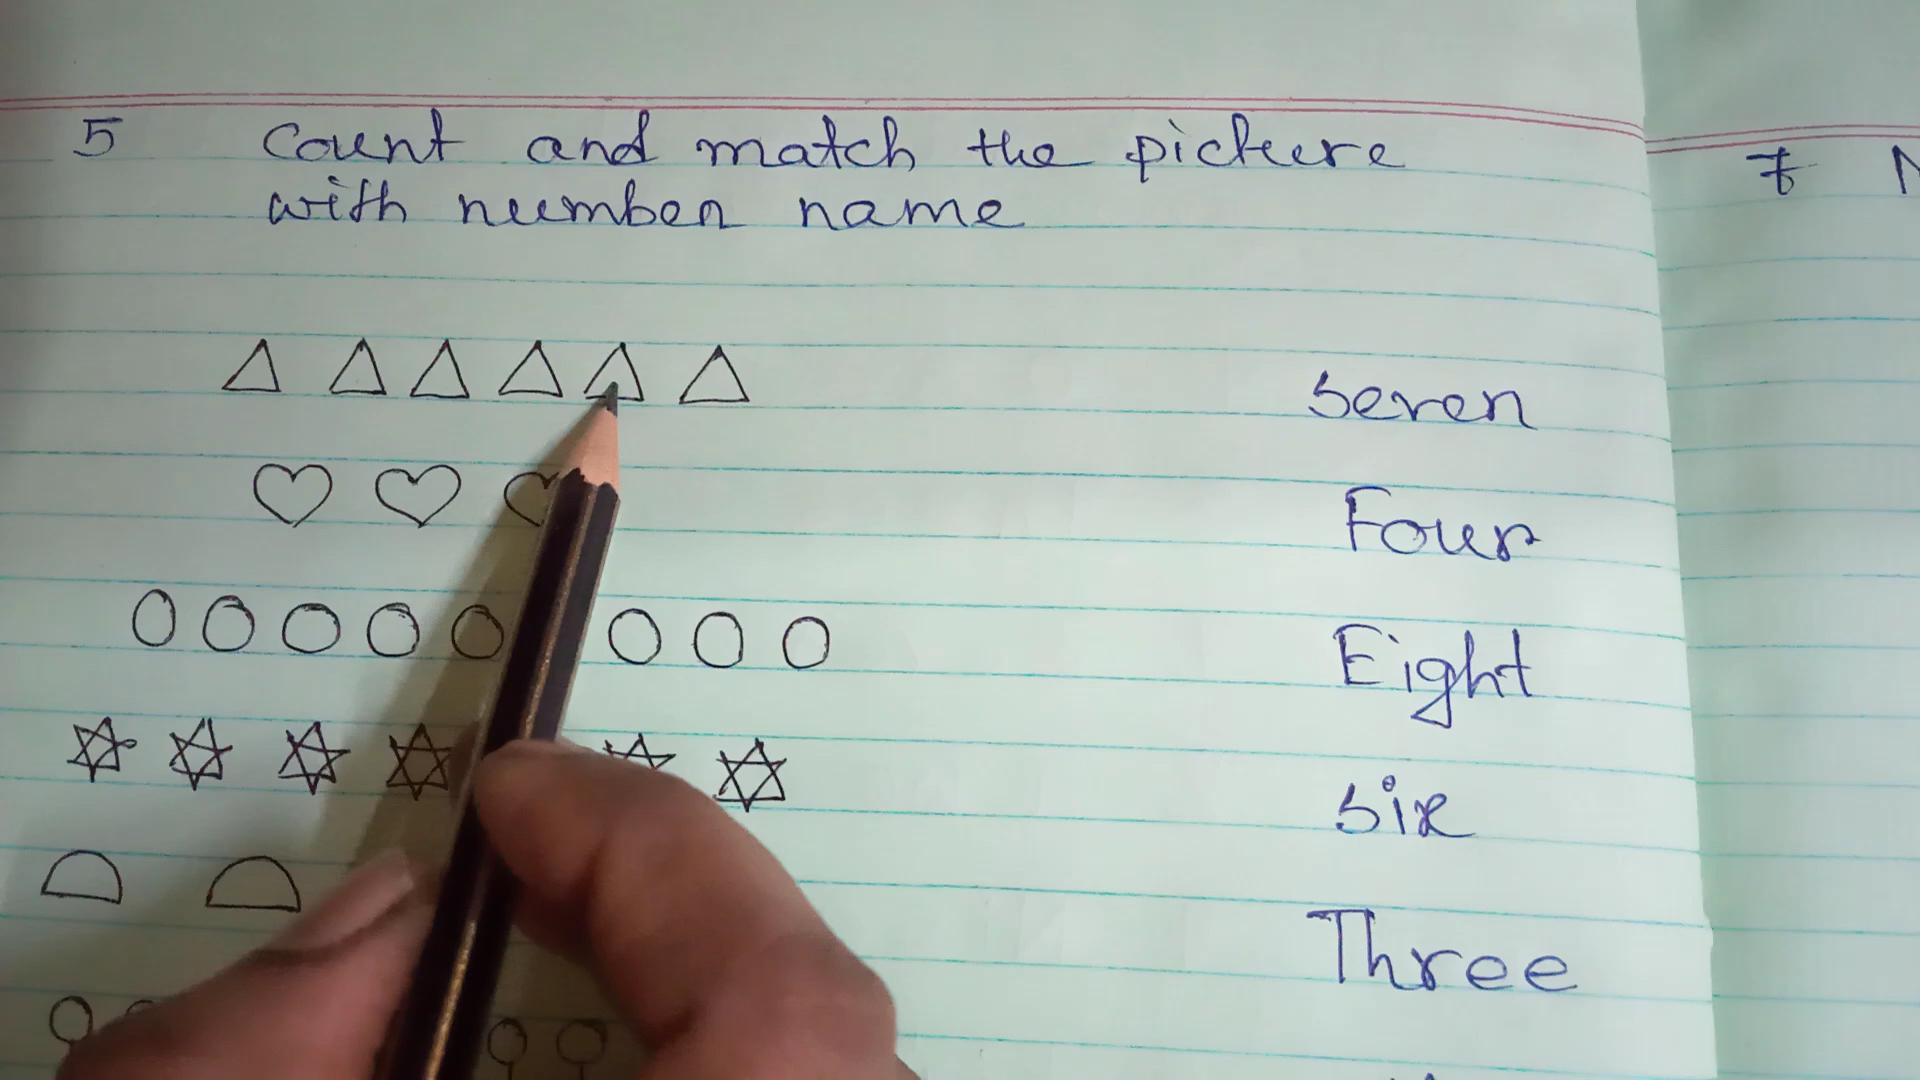 5 Count and match the picture
with number name
Seven
Four
Eight
Six
Three
7